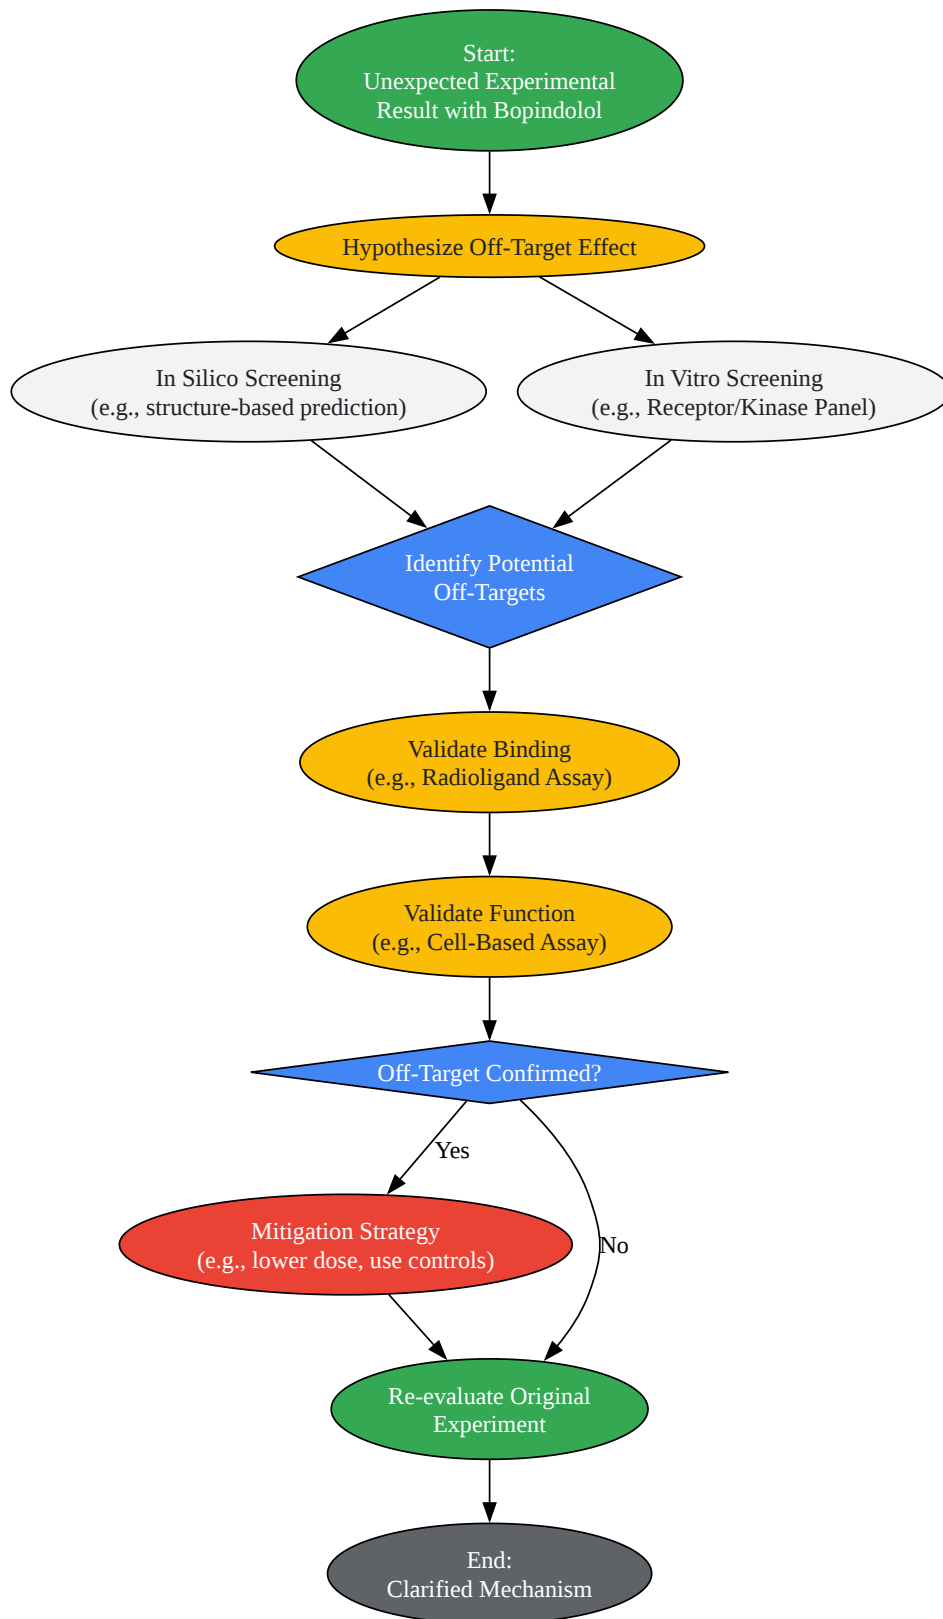 Start:
Unexpected Experimental
Result with Bopindolol
Hypothesize Off-Target Effect
In Silico Screening
(e.g., structure-based prediction)
In Vitro Screening
(e.g., Receptor/Kinase Panel)
Identify Potential
Off-Targets
Validate Binding
(e.g., Radioligand Assay)
Validate Function
(e.g., Cell-Based Assay)
Off-Target Confirmed?
Yes
Mitigation Strategy
(e.g., lower dose, use controls)
No
Re-evaluate Original
Experiment
End:
Clarified Mechanism